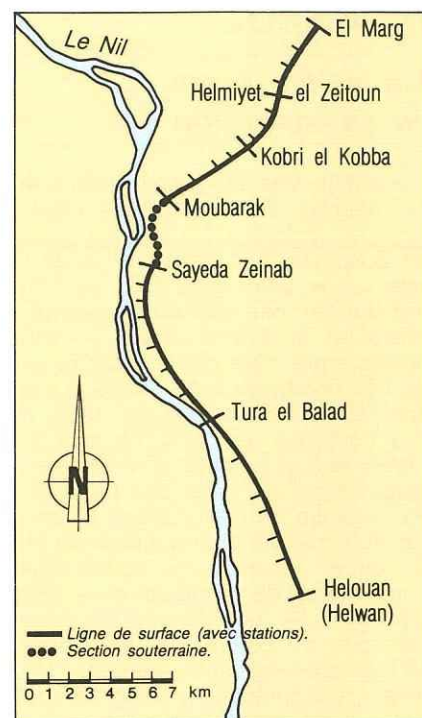 Le Nil
El Marg
Helmiyet el Zeitoun
Kobri el Kobba
Moubarak
Sayeda Zeinab
Tura el Balad
N
Helouan
(Helwan)
Ligne de surface (avec stations).
Section souterraine.
0 1 2 3 4 5 6 7 km